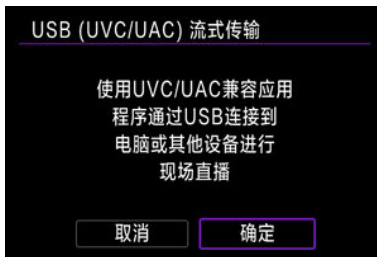 USB (UVC/UAC) 流式传输
使用UVC/UAC兼容应用
程序通过USB连接到
电脑或其他设备进行
现场直播
取消
确定